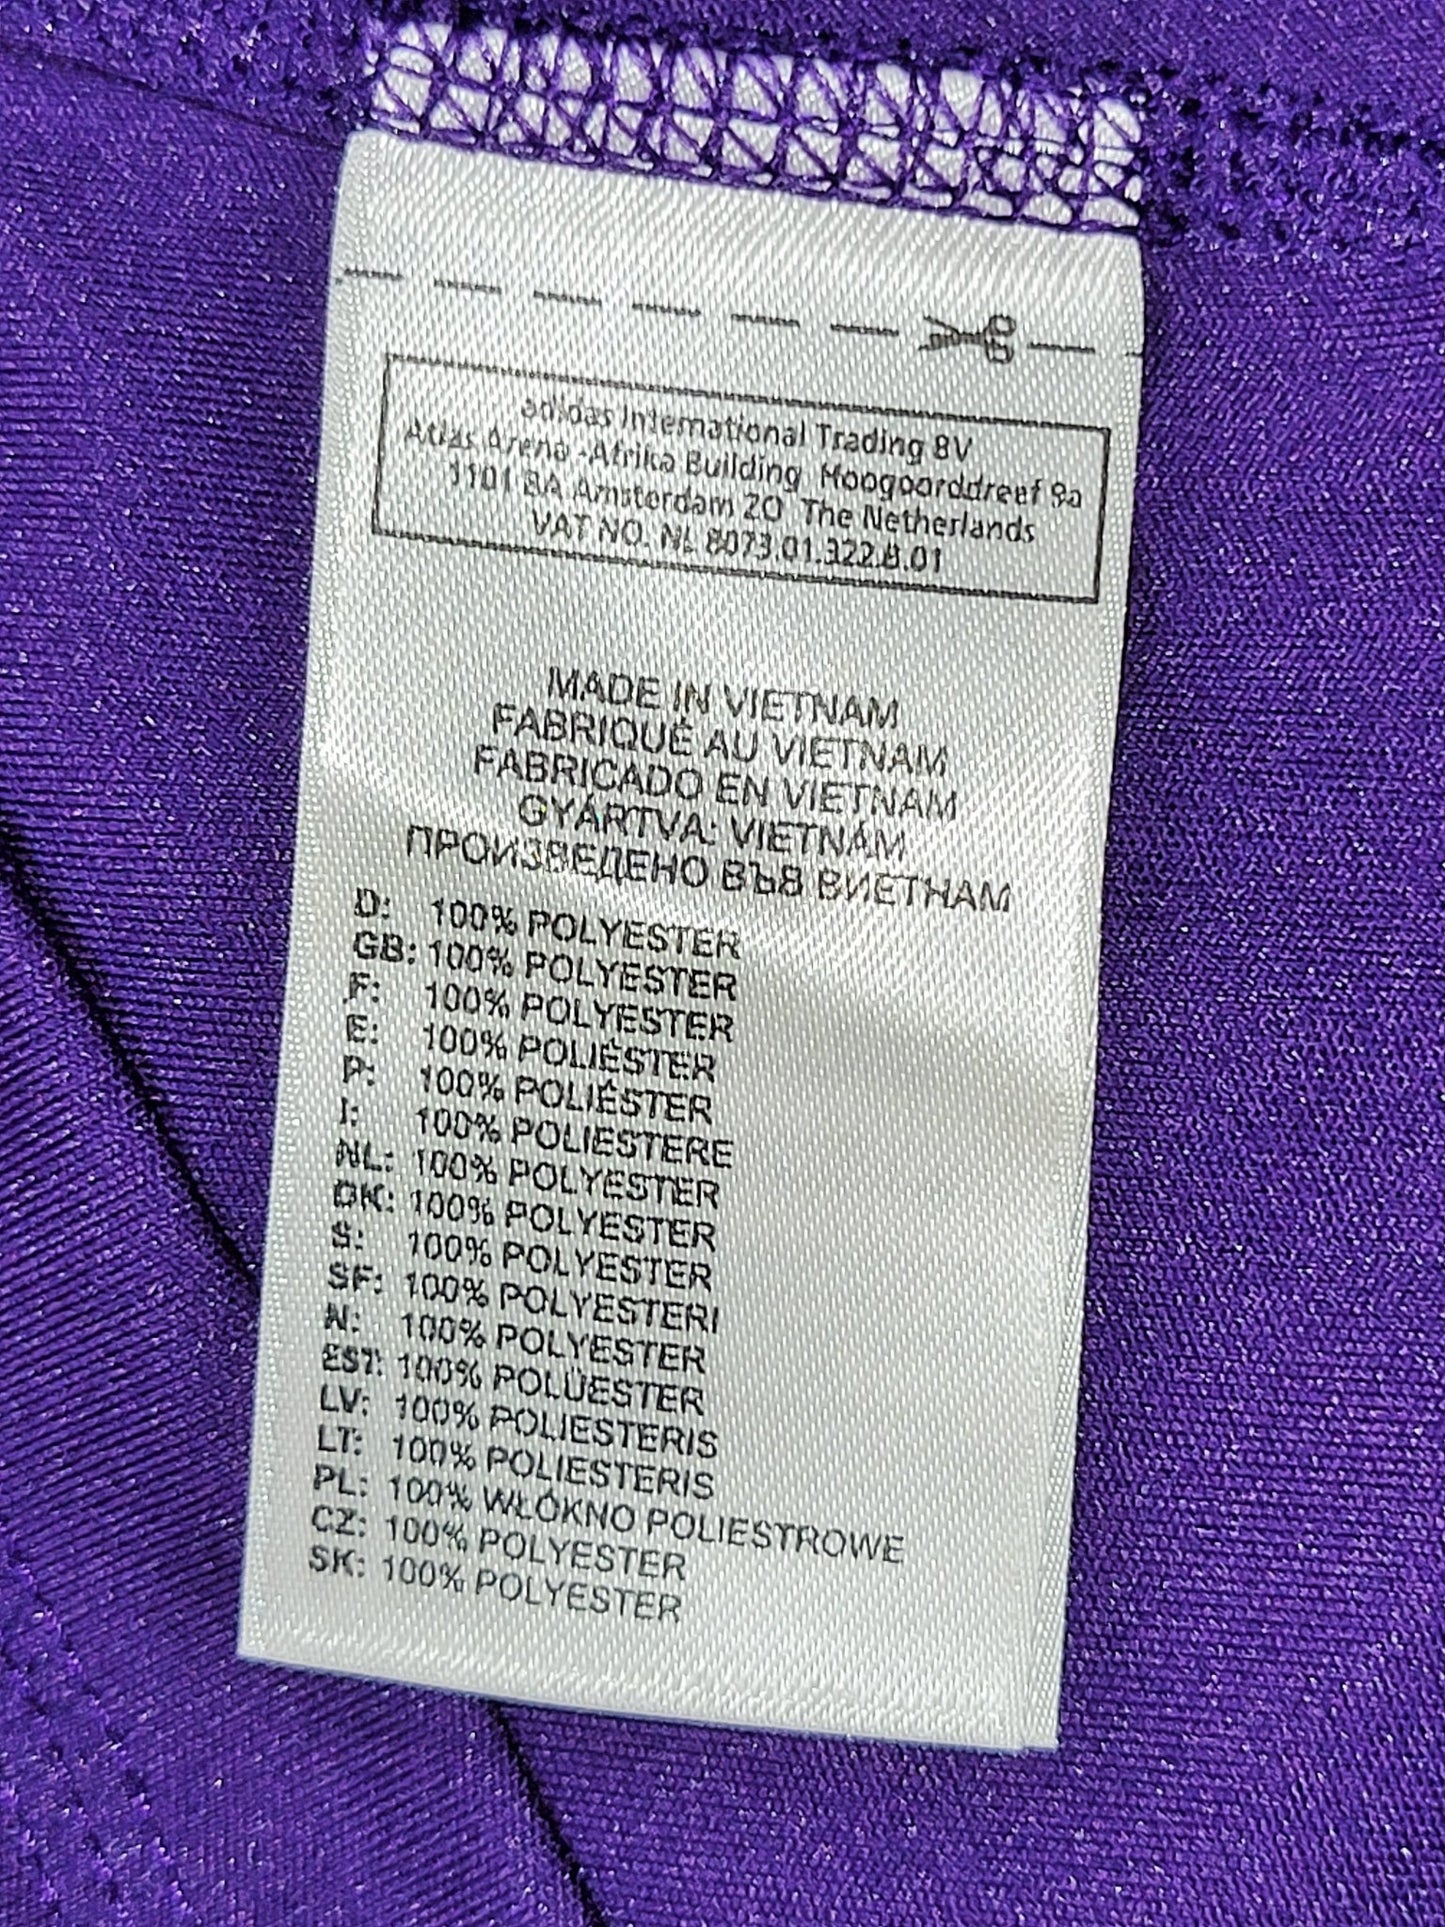 adidas International Trading BV
Atlas Arena - Afrika Building Hoogoorddreef 9a
1101 BA Amsterdam ZO The Netherlands
VAT NO. NL 8073.01.322.B.01
MADE IN VIETNAM
FABRIQUÉ AU VIETNAM
FABRICADO EN VIETNAM
GYÁRTVA: VIETNÁM
ПРОИЗВЕДЕНО ВЪВ ВИЕТНАМ
D: 100% POLYESTER
GB: 100% POLYESTER
F: 100% POLYESTER
E: 100% POLIÉSTER
P: 100% POLIÉSTER
I: 100% POLIESTERE
NL: 100% POLYESTER
DK: 100% POLYESTER
S: 100% POLYESTER
SF: 100% POLYESTERI
N: 100% POLYESTER
EST: 100% POLÜESTER
LV: 100% POLIESTERIS
LT: 100% POLIESTERIS
PL: 100% WŁÓKNO POLIESTROWE
CZ: 100% POLYESTER
SK: 100% POLYESTER